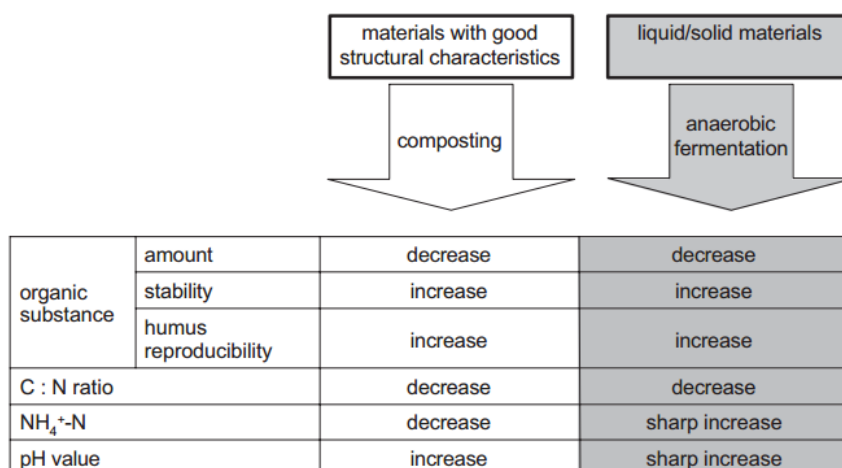 materials with good
structural characteristics
liquid/solid materials
composting
anaerobic
fermentation
organic
substance
amount
decrease
decrease
stability
increase
increase
humus
reproducibility
increase
increase
C : N ratio
decrease
decrease
NH₄⁺-N
decrease
sharp increase
pH value
increase
sharp increase